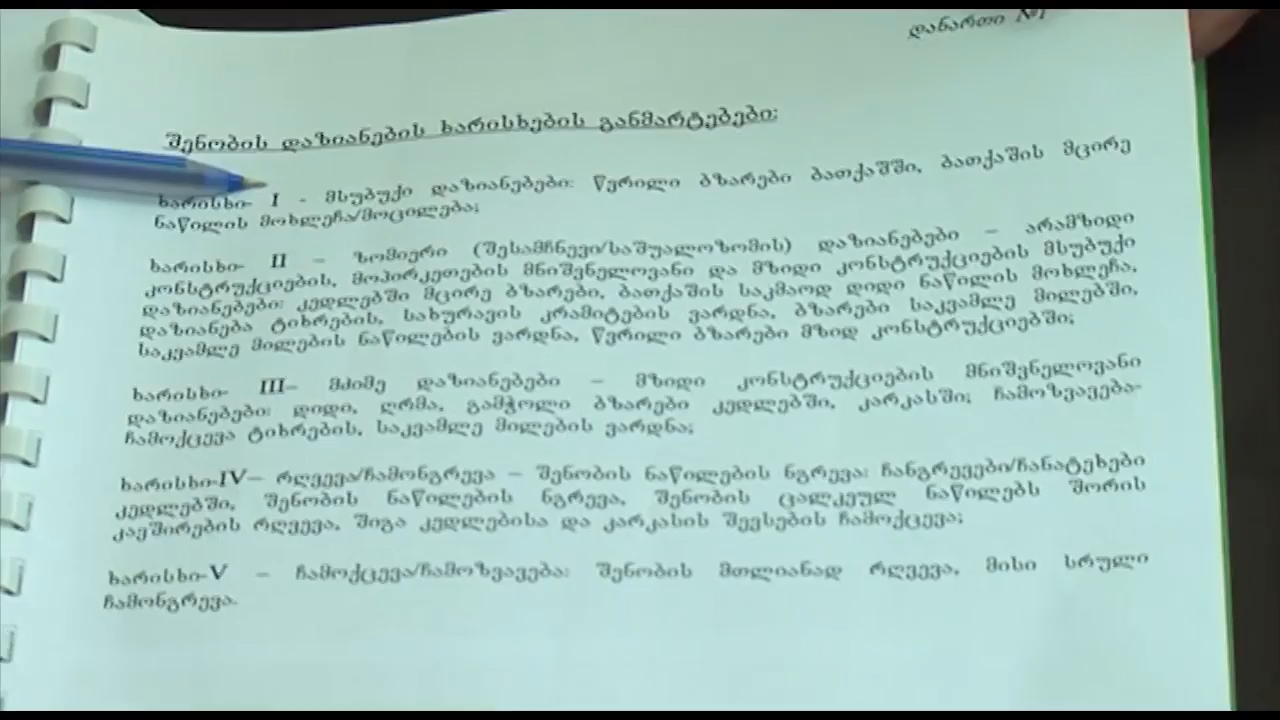 დანართი №1
შენობის დაზიანების ხარისხების განმარტებები:
ხარისხი- I - მსუბუქი დაზიანებები: წვრილი ბზარები ბათქაშში, ბათქაშის მცირე
ნაწილის მოხლეჩა/მოცილება;
ხარისხი- II – ზომიერი (შესამჩნევი/საშუალოზომის) დაზიანებები – არამზიდი
კონსტრუქციების, მოპირკეთების მნიშვნელოვანი და მზიდი კონსტრუქციების მსუბუქი
დაზიანებები: კედლებში მცირე ბზარები, ბათქაშის საკმაოდ დიდი ნაწილის მოხლეჩა,
დაზიანება ტიხრების, სახურავის კრამიტების ვარდნა, ბზარები საკვამლე მილებში,
საკვამლე მილების ნაწილების ვარდნა, წვრილი ბზარები მზიდ კონსტრუქციებში;
ხარისხი- III– მძიმე დაზიანებები – მზიდი კონსტრუქციების მნიშვნელოვანი
დაზიანებები: დიდი, ღრმა, გამჭოლი ბზარები კედლებში, კარკასში; ჩამოზვავება-
ჩამოქცევა ტიხრების, საკვამლე მილების ვარდნა;
ხარისხი-IV– რღვევა/ჩამონგრევა – შენობის ნაწილების ნგრევა: ჩანგრევები/ჩანატეხები
კედლებში, შენობის ნაწილების ნგრევა, შენობის ცალკეულ ნაწილებს შორის
კავშირების რღვევა, შიგა კედლებისა და კარკასის შევსების ჩამოქცევა;
ხარისხი-V – ჩამოქცევა/ჩამოზვავება: შენობის მთლიანად რღვევა, მისი სრული
ჩამონგრევა.